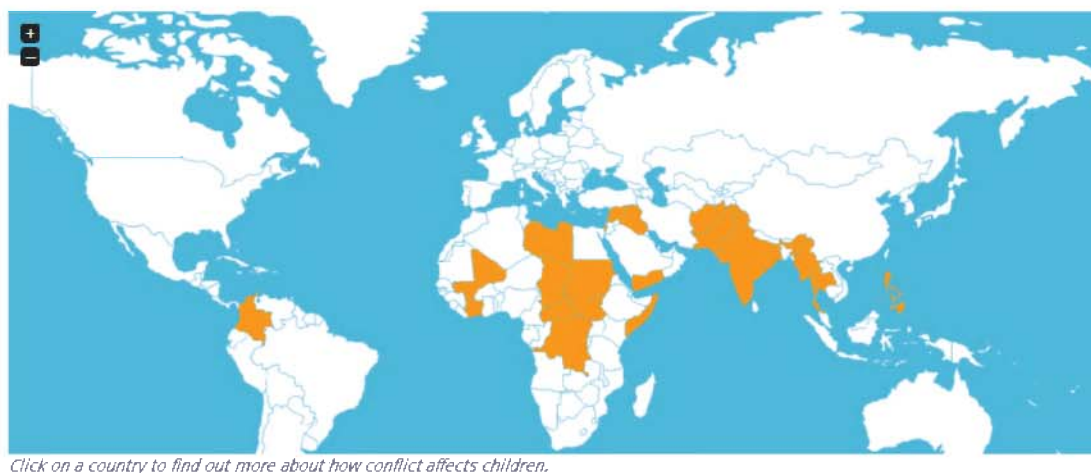 +
−
Click on a country to find out more about how conflict affects children.